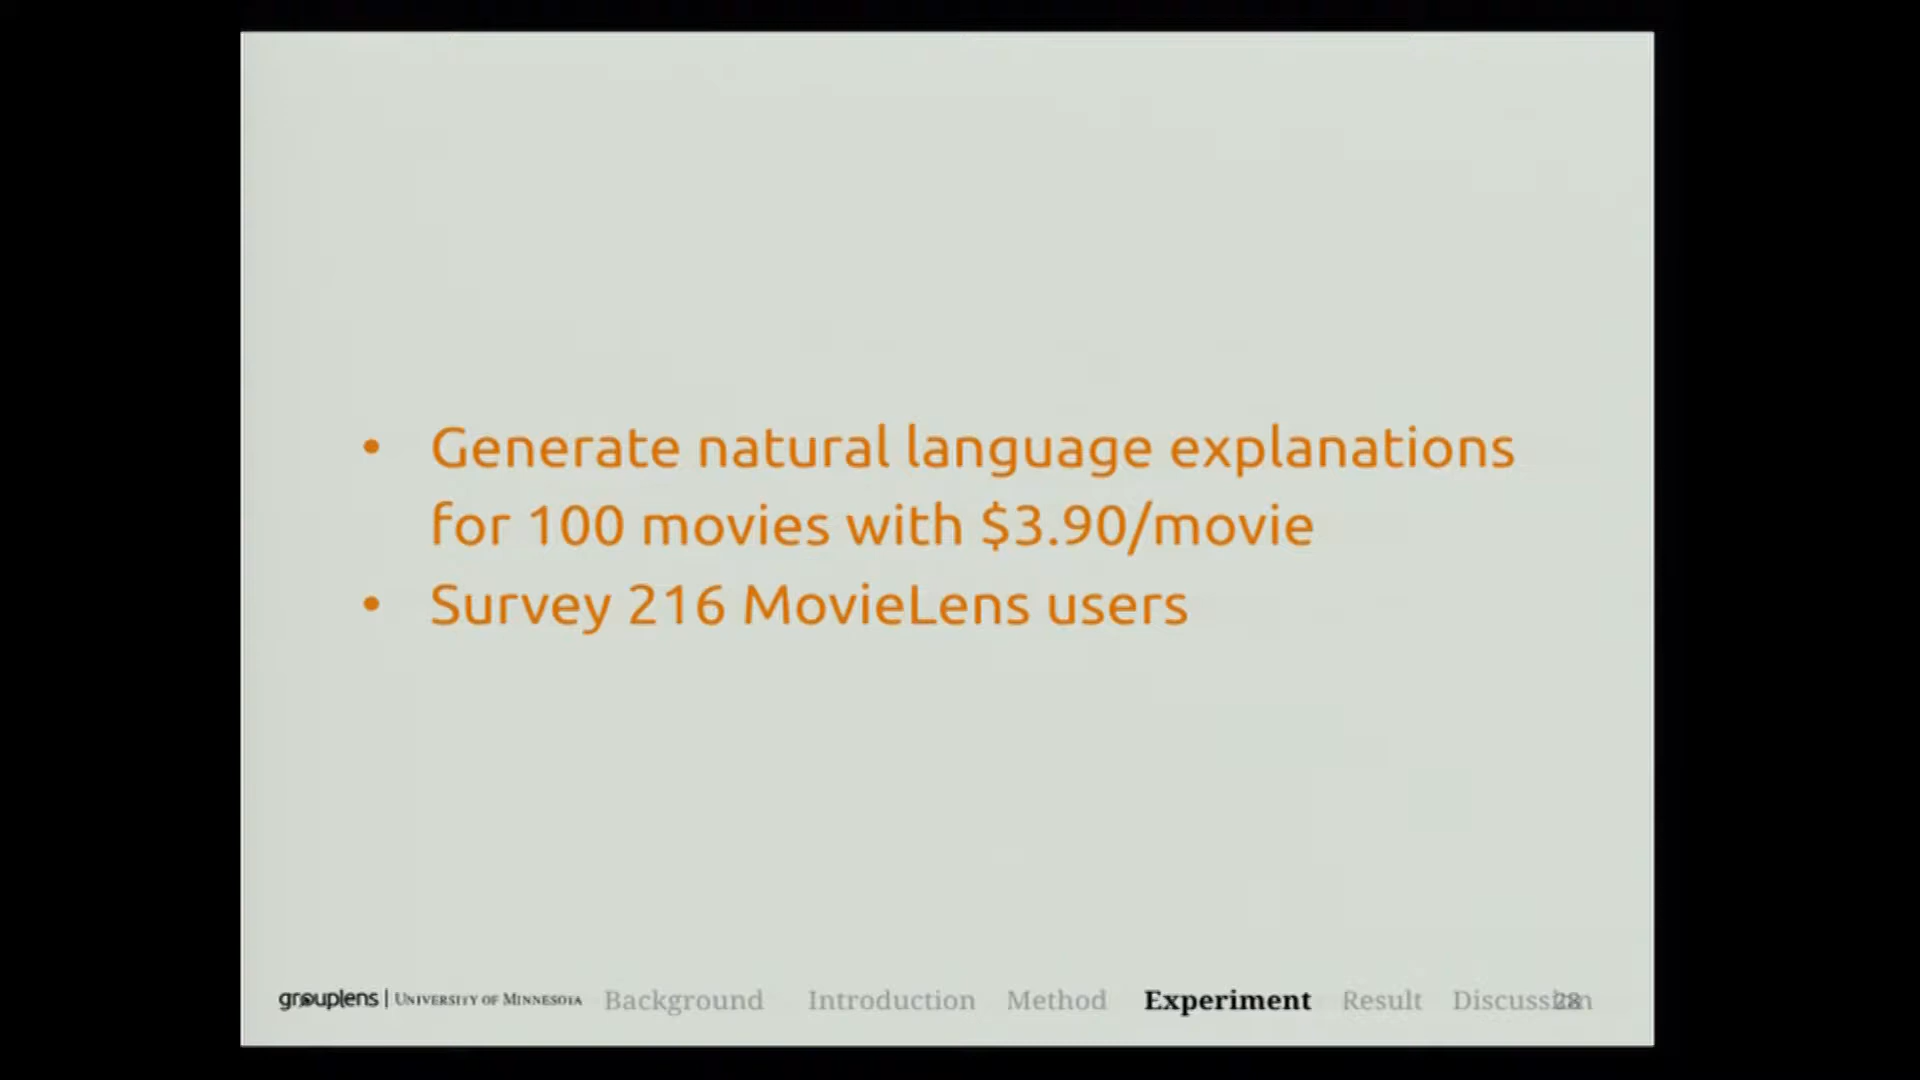 • Generate natural language explanations
for 100 movies with $3.90/movie
• Survey 216 MovieLens users
grouplens | UNIVERSITY OF MINNESOTA Background Introduction Method Experiment Result Discussion 28